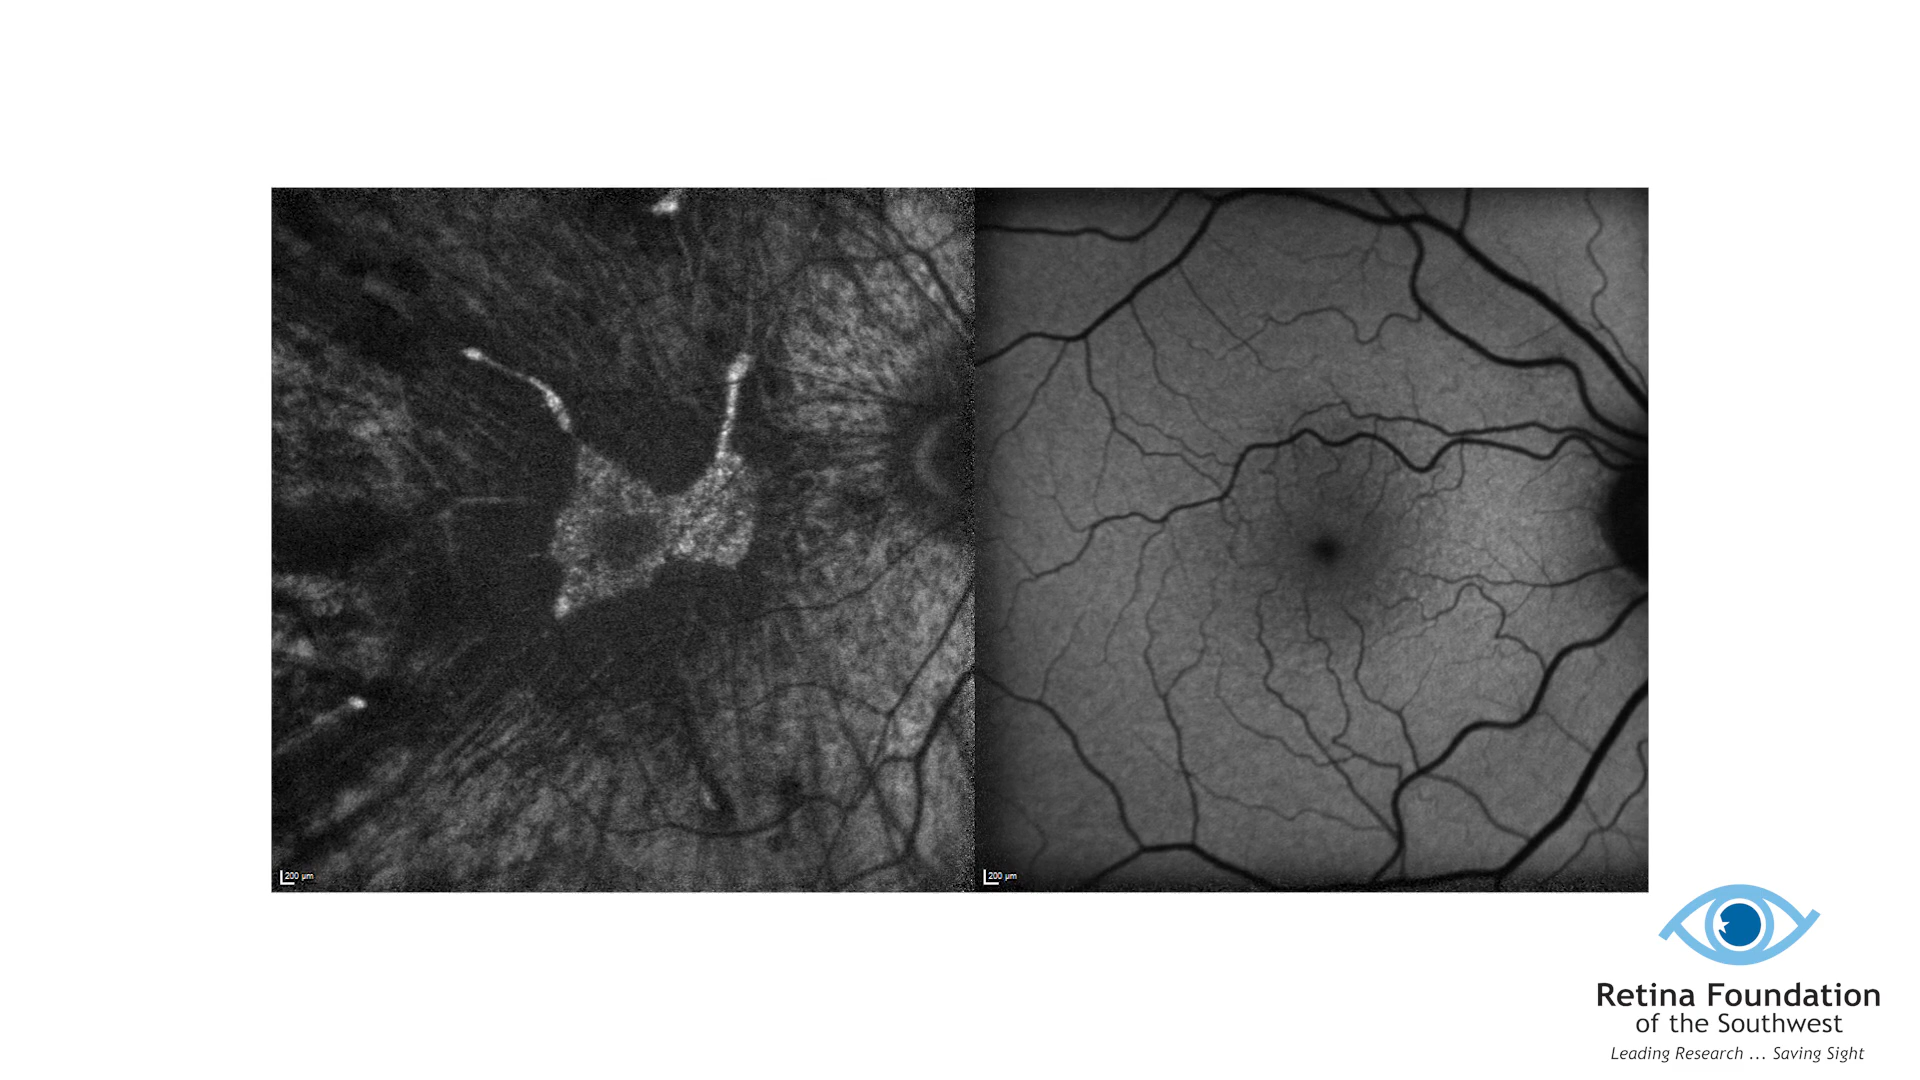 200 µm
200 µm
Retina Foundation
of the Southwest
Leading Research ... Saving Sight